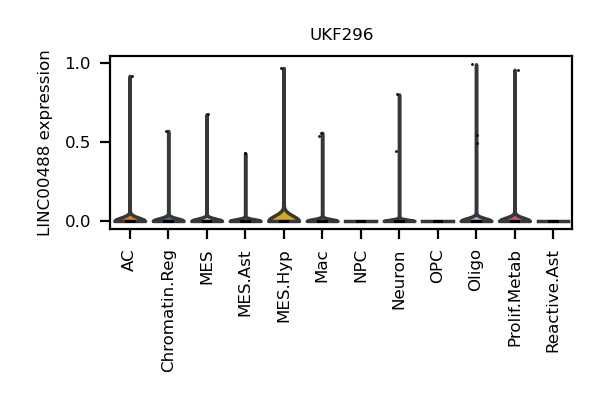 UKF296
LINC00488 expression
1.0
0.5
0.0
AC
Chromatin.Reg
MES
MES.Ast
MES.Hyp
Mac
NPC
Neuron
OPC
Oligo
Prolif.Metab
Reactive.Ast